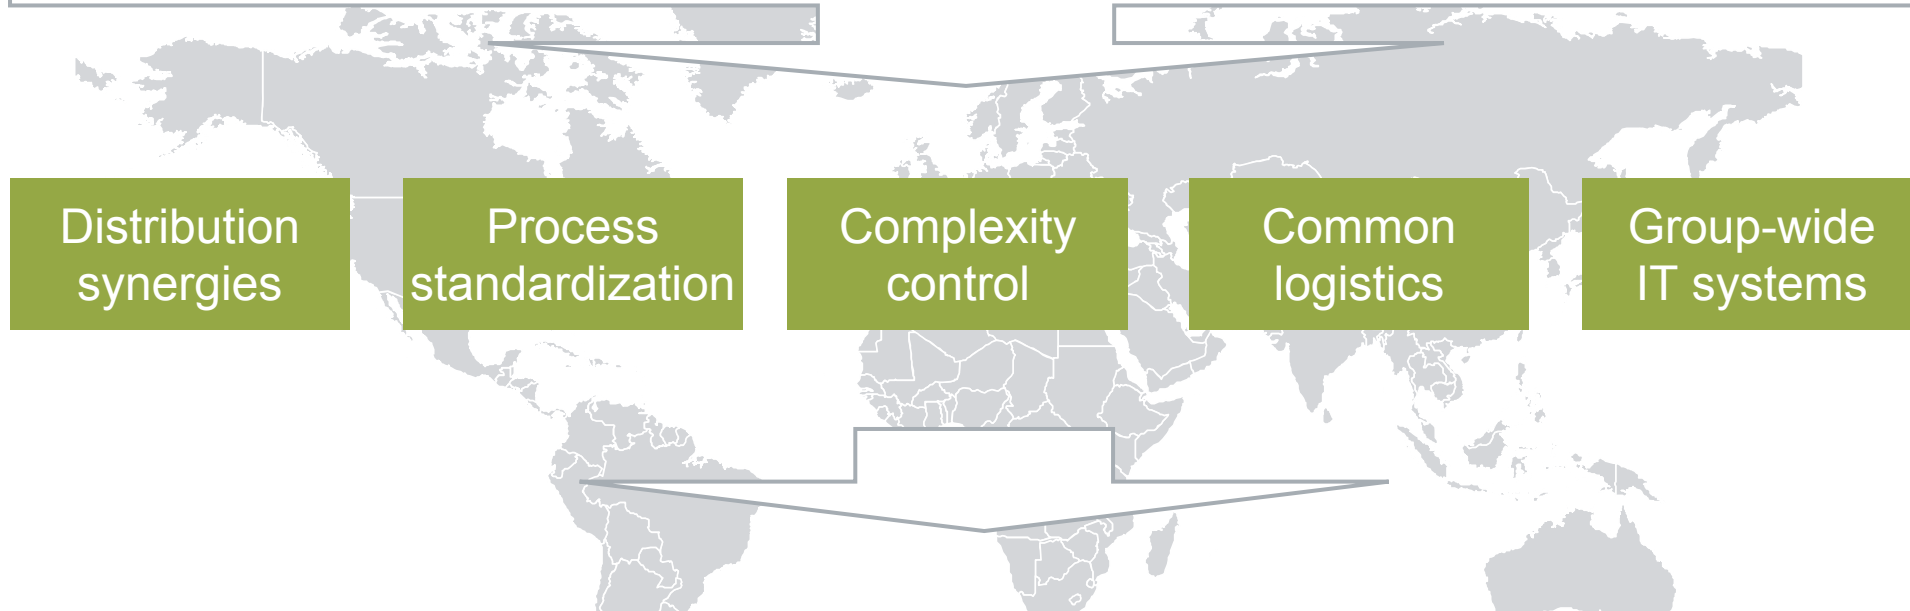 Distribution
synergies
Process
standardization
Complexity
control
Common
logistics
Group-wide
IT systems